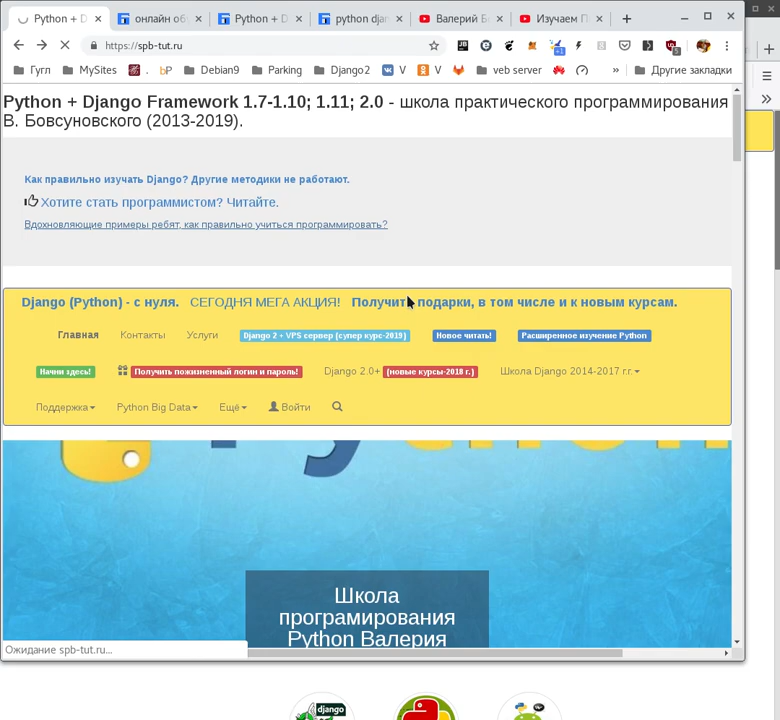 Python + D
онлайн об
Python + D
python djan
Валерий Б
Изучаем П
https://spb-tut.ru
Гугл
MySites
.
Debian9
Parking
Django2
V
V
veb server
»
Другие закладки
Python + Django Framework 1.7-1.10; 1.11; 2.0 - школа практического программирования
В. Бовсуновского (2013-2019).
Как правильно изучать Django? Другие методики не работают.
Хотите стать программистом? Читайте.
Вдохновляющие примеры ребят, как правильно учиться программировать?
Django (Python) - с нуля. СЕГОДНЯ МЕГА АКЦИЯ! Получить подарки, в том числе и к новым курсам.
Главная Контакты Услуги Django 2 + VPS сервер (супер курс-2019) Новое читать! Расширенное изучение Python
Начни здесь! Получить пожизненный логин и пароль! Django 2.0+ (новые курсы-2018 г.) Школа Django 2014-2017 г.г.
Поддержка Python Big Data Ещё Войти
Школа
програмирования
Python Валерия
Ожидание spb-tut.ru...
django